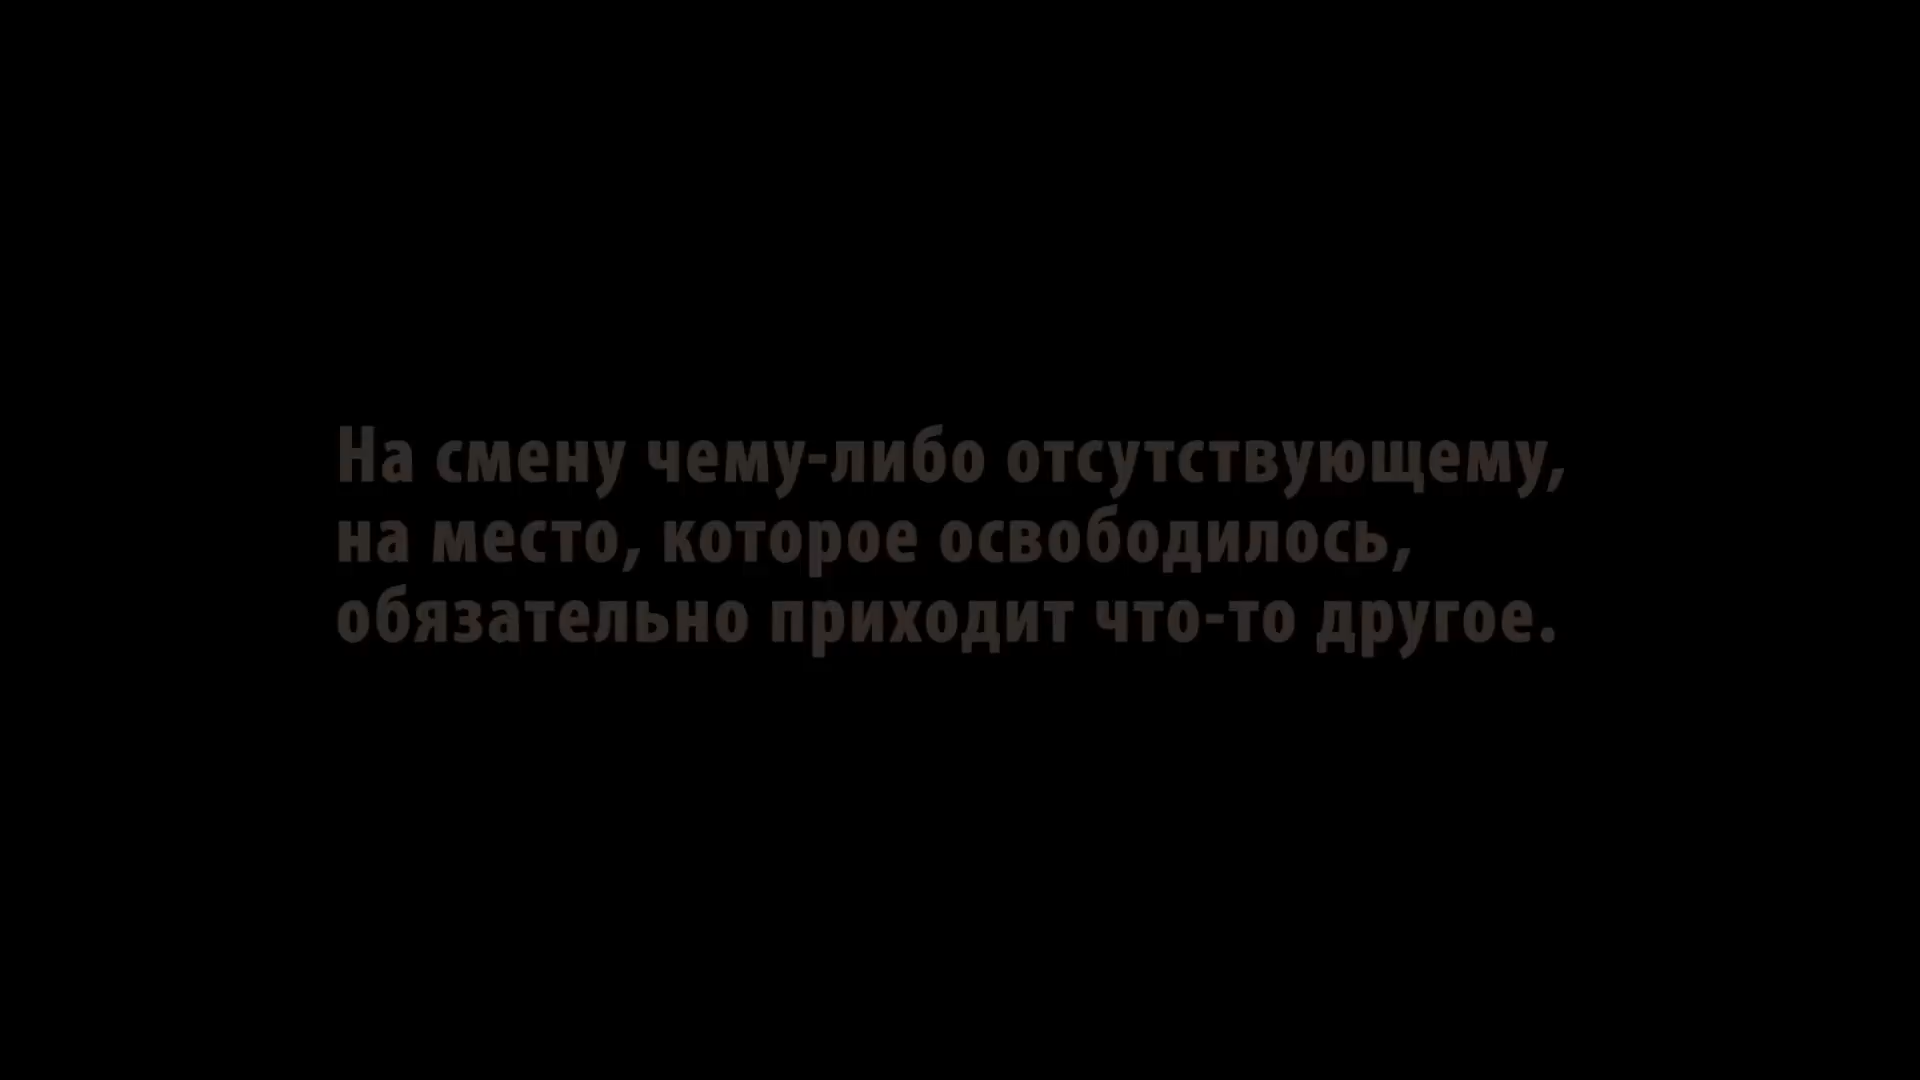 На смену чему-либо отсутствующему,
на место, которое освободилось,
обязательно приходит что-то другое.